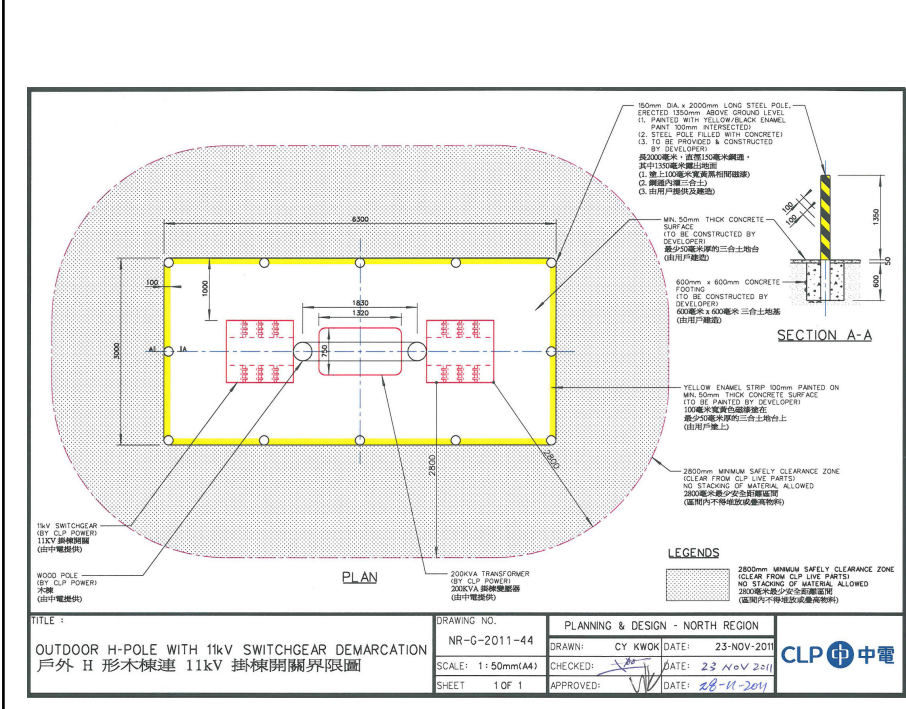 150mm DIA. x 2000mm LONG STEEL POLE,
ERECTED 1350mm ABOVE GROUND LEVEL
(1. PAINTED WITH YELLOW/BLACK ENAMEL
PAINT 100mm INTERSECTED)
(2. STEEL POLE FILLED WITH CONCRETE)
(3. TO BE PROVIDED & CONSTRUCTED
BY DEVELOPER)
長2000毫米，直徑150毫米鋼通，
其中1350毫米露出地面
(1. 塗上100毫米寬黃黑相間磁漆)
(2. 鋼通內灌三合土)
(3. 由用戶提供及建造)
100
100
1350
50
600
MIN. 50mm THICK CONCRETE
SURFACE
(TO BE CONSTRUCTED BY
DEVELOPER)
最少50毫米厚的三合土地台
(由用戶建造)
600mm x 600mm CONCRETE
FOOTING
(TO BE CONSTRUCTED BY
DEVELOPER)
600毫米 x 600毫米 三合土地基
(由用戶建造)
SECTION A-A
6300
100
1000
1830
1320
750
3000
A
A
2800
2800
YELLOW ENAMEL STRIP 100mm PAINTED ON
MIN. 50mm THICK CONCRETE SURFACE
(TO BE PAINTED BY DEVELOPER)
100毫米寬黃色磁漆塗在
最少50毫米厚的三合土地台上
(由用戶塗上)
2800mm MINIMUM SAFELY CLEARANCE ZONE
(CLEAR FROM CLP LIVE PARTS)
NO STACKING OF MATERIAL ALLOWED
2800毫米最少安全距離區間
(區間內不得堆放或疊高物料)
11kV SWITCHGEAR
(BY CLP POWER)
11KV 掛棟開關
(由中電提供)
WOOD POLE
(BY CLP POWER)
木棟
(由中電提供)
PLAN
200KVA TRANSFORMER
(BY CLP POWER)
200KVA 掛棟變壓器
(由中電提供)
LEGENDS
2800mm MINIMUM SAFELY CLEARANCE ZONE
(CLEAR FROM CLP LIVE PARTS)
NO STACKING OF MATERIAL ALLOWED
2800毫米最少安全距離區間
(區間內不得堆放或疊高物料)
TITLE :
OUTDOOR H-POLE WITH 11kV SWITCHGEAR DEMARCATION
戶外 H 形木棟連 11kV 掛棟開關界限圖
DRAWING NO.
NR-G-2011-44
SCALE: 1:50mm(A4)
SHEET 1 OF 1
PLANNING & DESIGN - NORTH REGION
DRAWN: CY KWOK DATE: 23-NOV-2011
CHECKED: DATE: 23 NOV 2011
APPROVED: DATE: 28-11-2011
CLP 中電